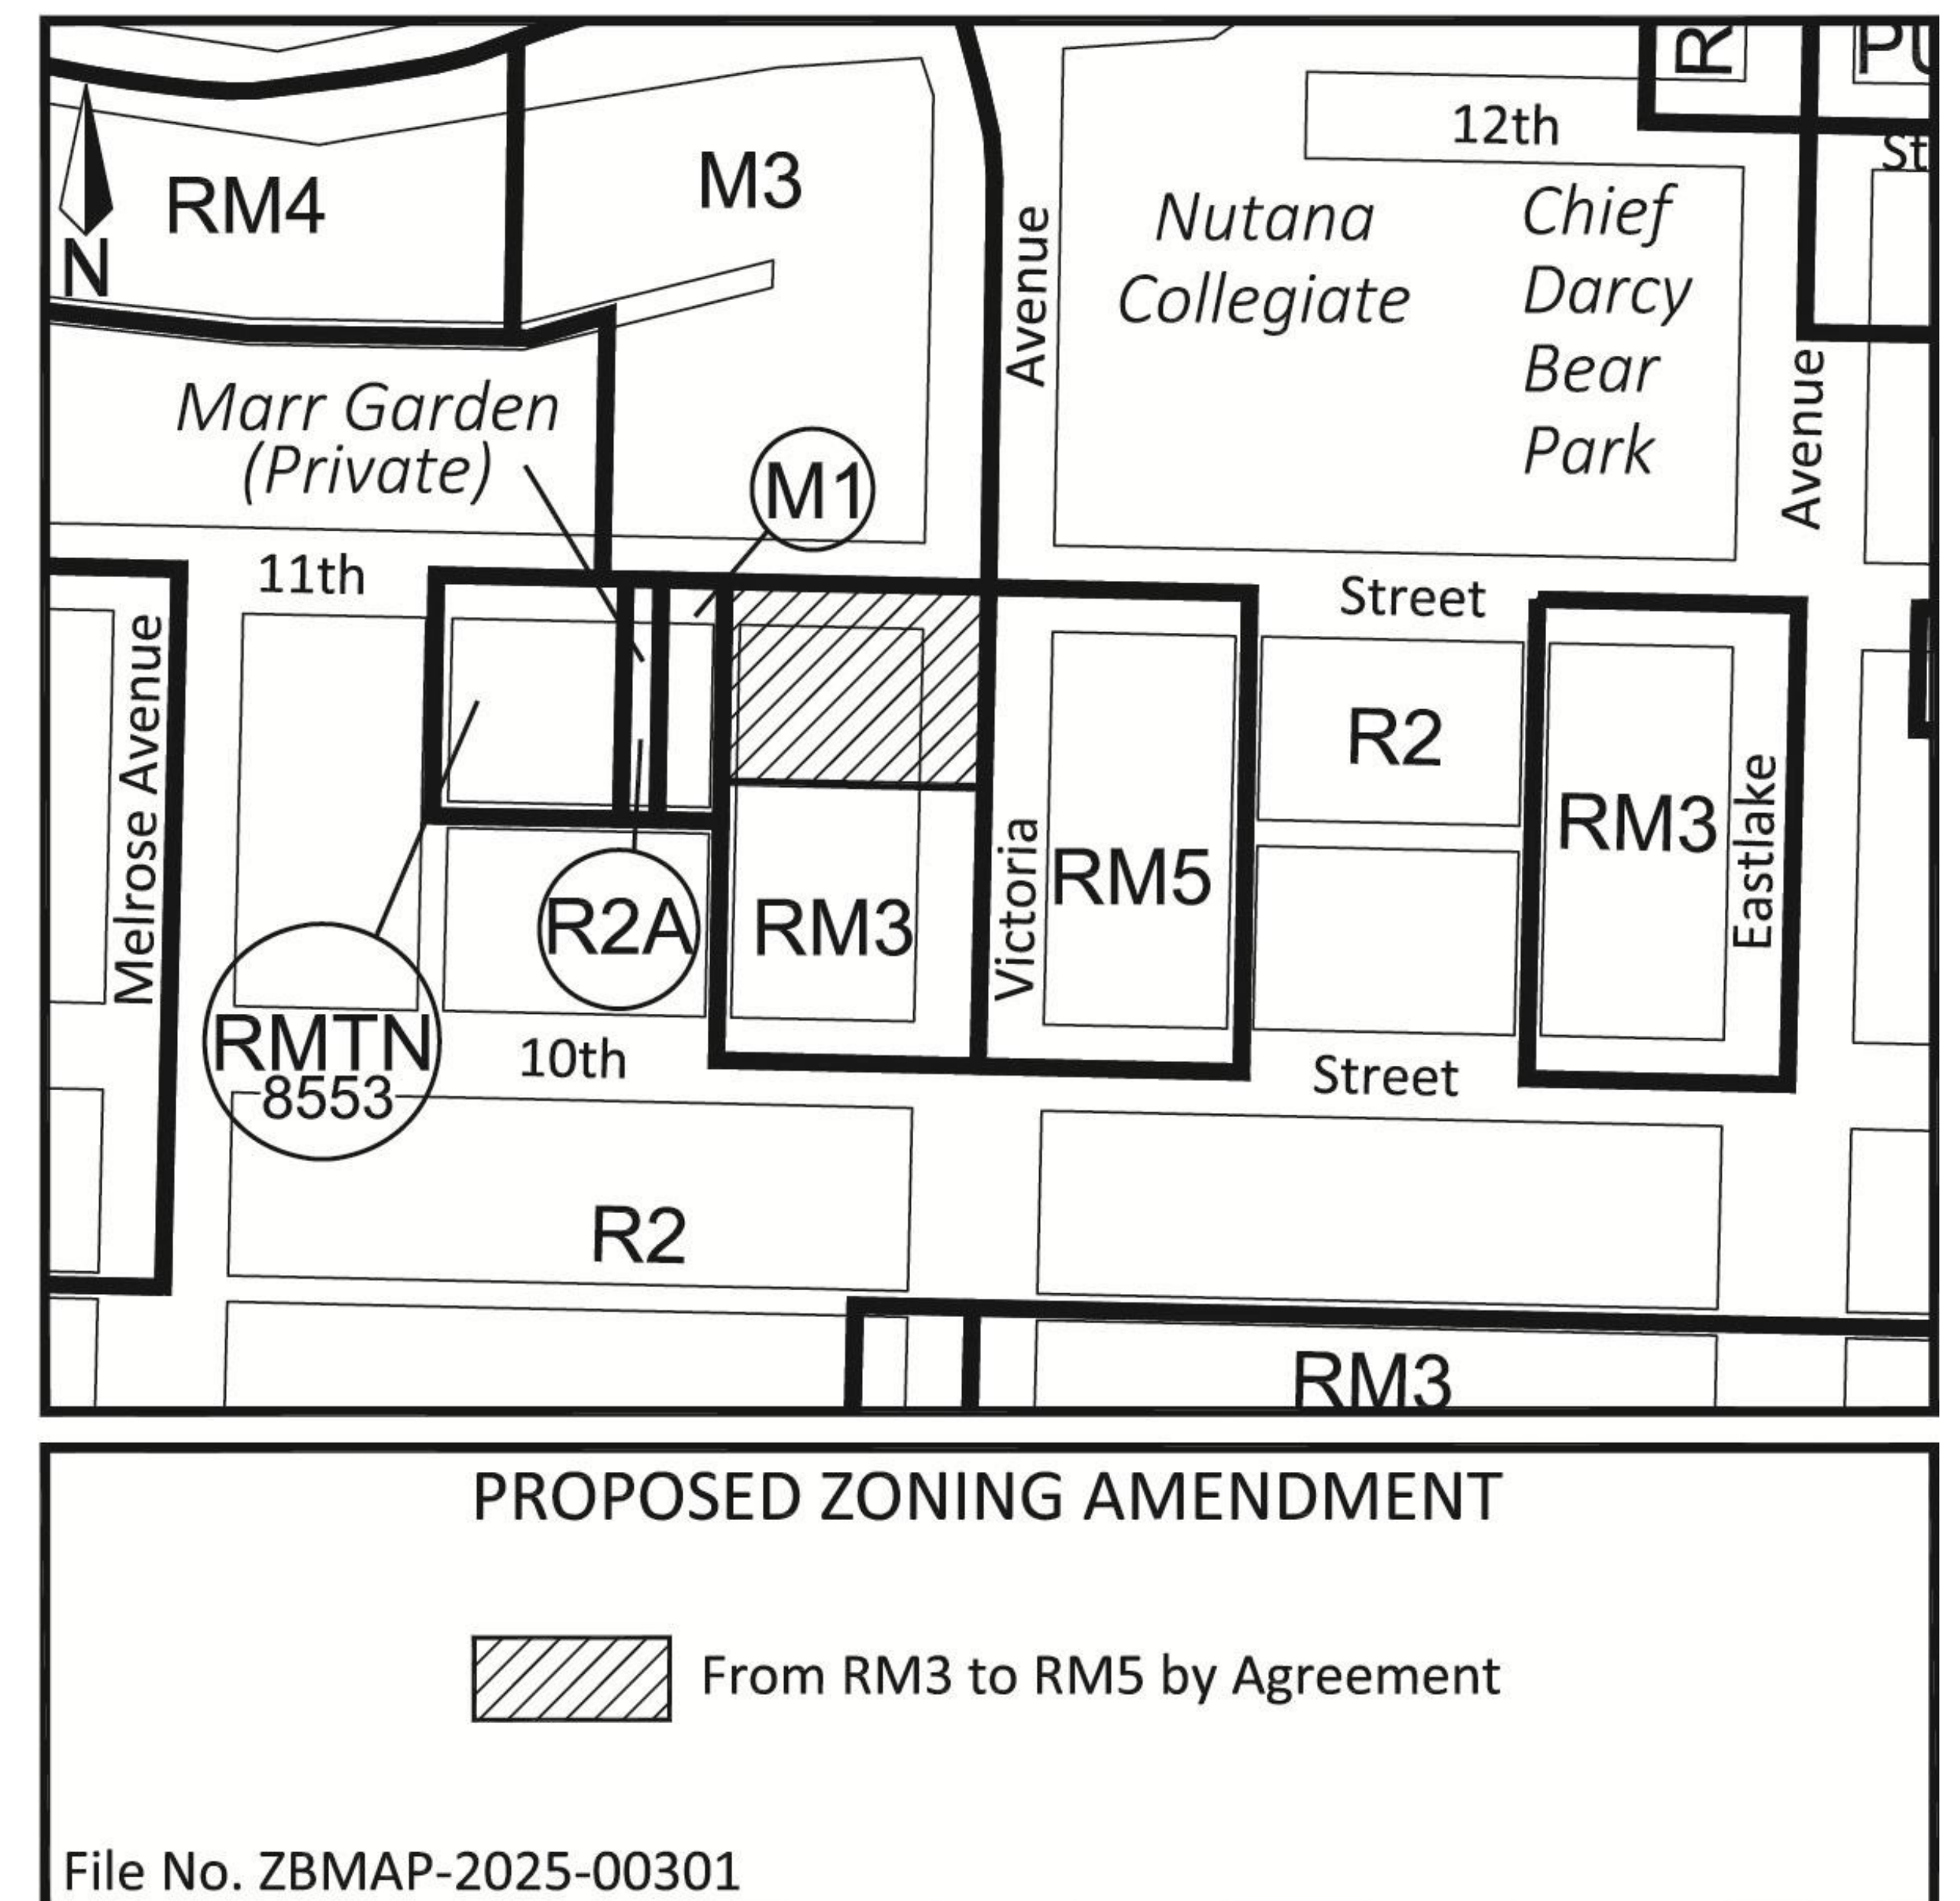 R
PU
12th
St
RM4
M3
N
Nutana
Collegiate
Chief
Darcy
Bear
Park
Avenue
Avenue
Marr Garden
(Private)
M1
11th
Street
Melrose Avenue
R2
RM3
Eastlake
RM5
Victoria
R2A
RM3
RMTN
8553
10th
Street
R2
RM3
PROPOSED ZONING AMENDMENT
From RM3 to RM5 by Agreement
File No. ZBMAP-2025-00301